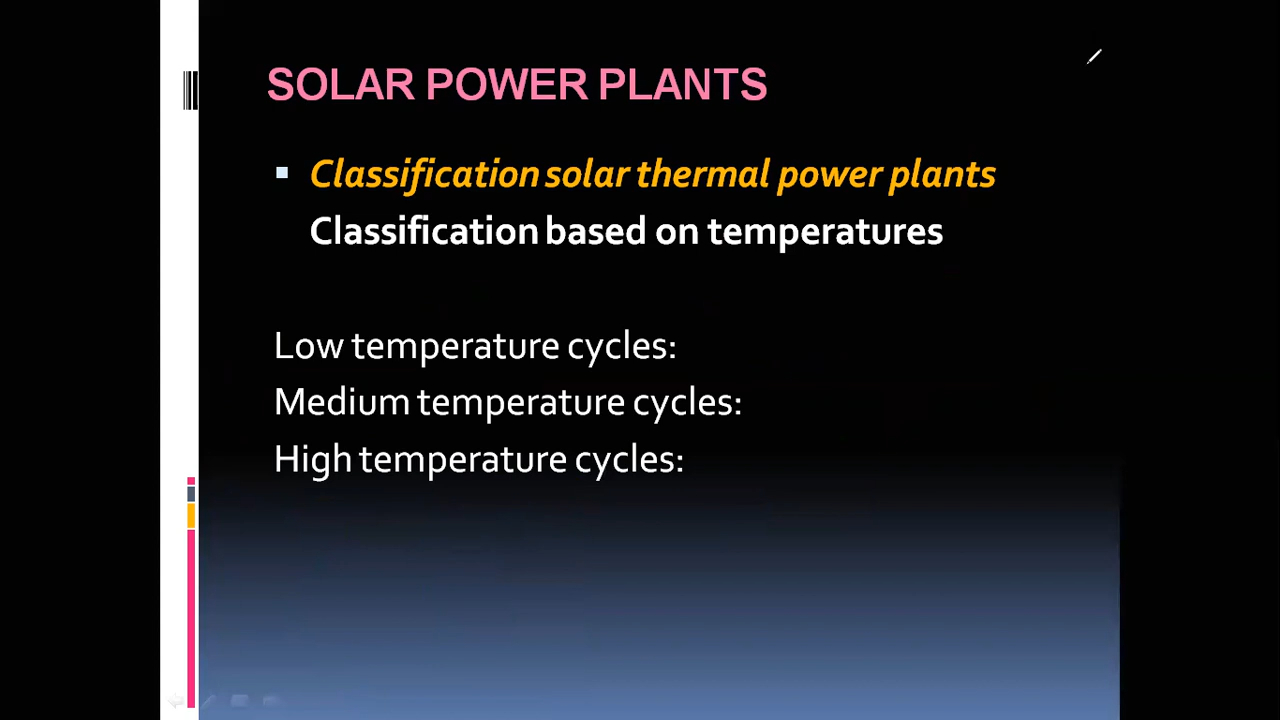 SOLAR POWER PLANTS
Classification solar thermal power plants
Classification based on temperatures
Low temperature cycles:
Medium temperature cycles:
High temperature cycles: